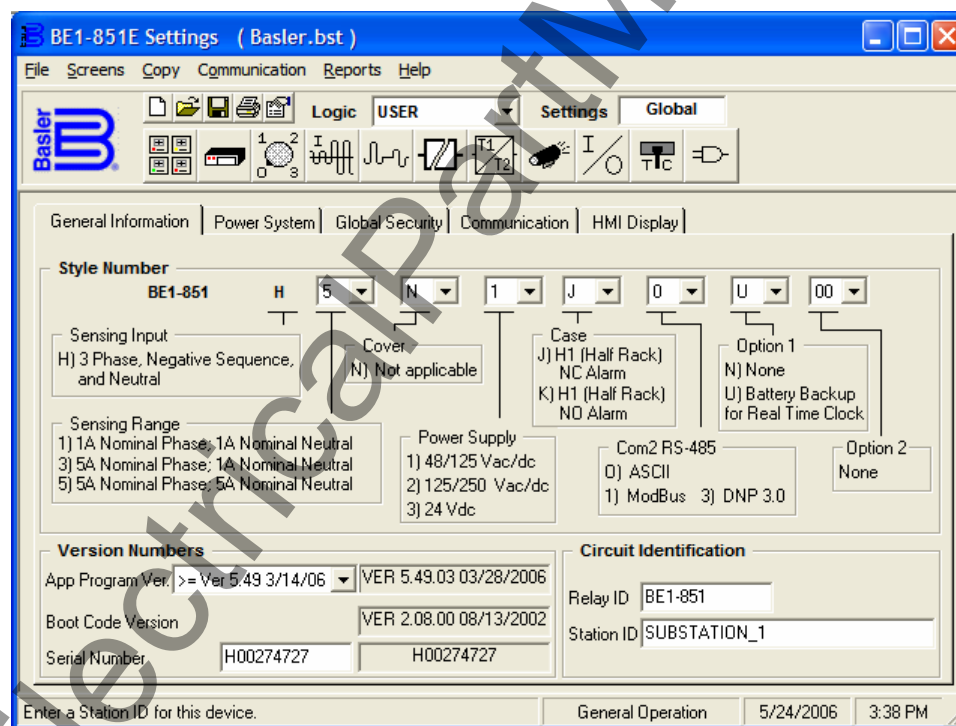 BE1-851E Settings ( Basler.bst )
File Screens Copy Communication Reports Help
Basler
Logic USER Settings Global
1 2 0 3 I T1 T2 I O T C
General Information Power System Global Security Communication HMI Display
Style Number
BE1-851 H 5 N 1 J 0 U 00
Sensing Input
H) 3 Phase, Negative Sequence,
and Neutral
Cover
N) Not applicable
Case
J) H1 (Half Rack)
NC Alarm
K) H1 (Half Rack)
NO Alarm
Option 1
N) None
U) Battery Backup
for Real Time Clock
Sensing Range
1) 1A Nominal Phase; 1A Nominal Neutral
3) 5A Nominal Phase; 1A Nominal Neutral
5) 5A Nominal Phase; 5A Nominal Neutral
Power Supply
1) 48/125 Vac/dc
2) 125/250 Vac/dc
3) 24 Vdc
Com2 RS-485
0) ASCII
1) ModBus 3) DNP 3.0
Option 2
None
Version Numbers
App Program Ver. >= Ver 5.49 3/14/06 VER 5.49.03 03/28/2006
Boot Code Version VER 2.08.00 08/13/2002
Serial Number H00274727 H00274727
Circuit Identification
Relay ID BE1-851
Station ID SUBSTATION_1
Enter a Station ID for this device. General Operation 5/24/2006 3:38 PM